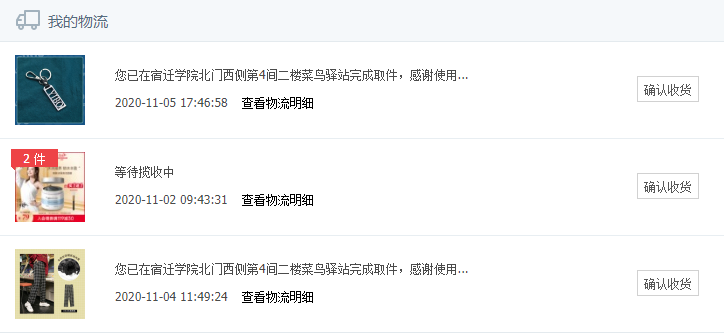 我的物流
您已在宿迁学院北门西侧第4间二楼菜鸟驿站完成取件，感谢使用...
2020-11-05 17:46:58 查看物流明细
确认收货
2 件
等待揽收中
2020-11-02 09:43:31 查看物流明细
确认收货
您已在宿迁学院北门西侧第4间二楼菜鸟驿站完成取件，感谢使用...
2020-11-04 11:49:24 查看物流明细
确认收货